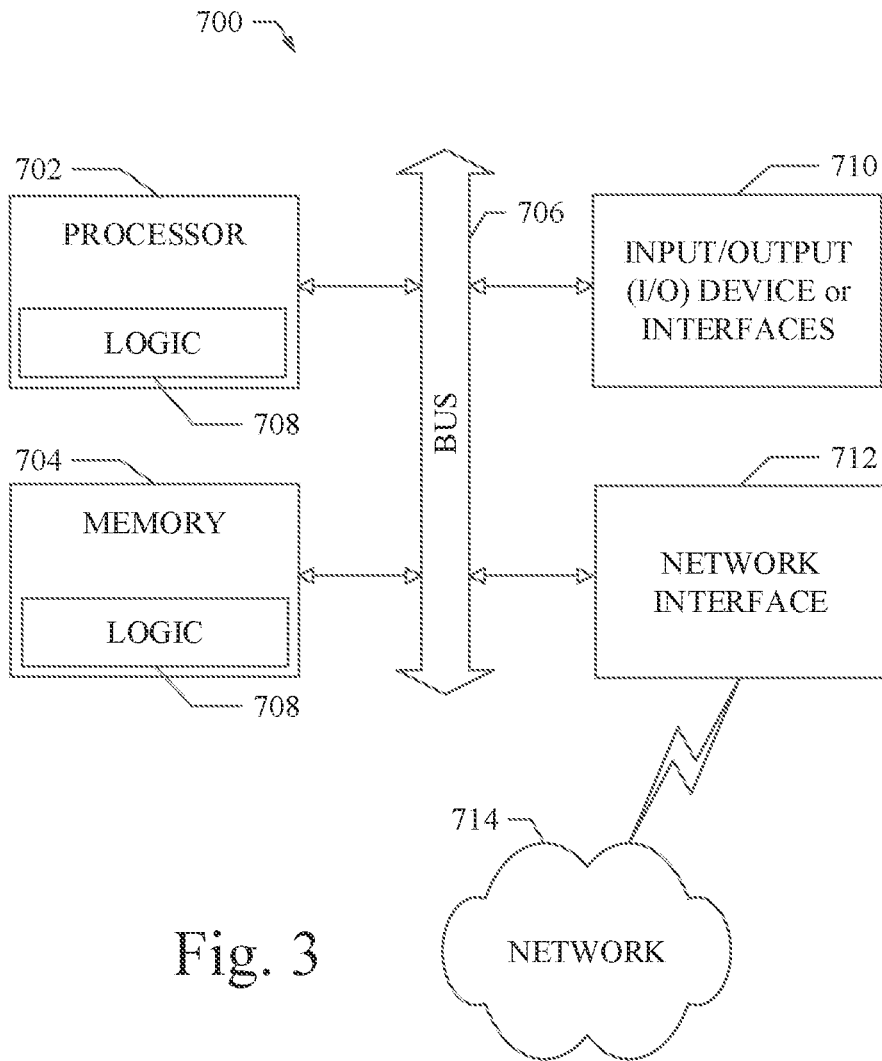 700
702
PROCESSOR
LOGIC
708
704
MEMORY
LOGIC
708
706
BUS
710
INPUT/OUTPUT
(I/O) DEVICE or
INTERFACES
712
NETWORK
INTERFACE
714
NETWORK
Fig. 3